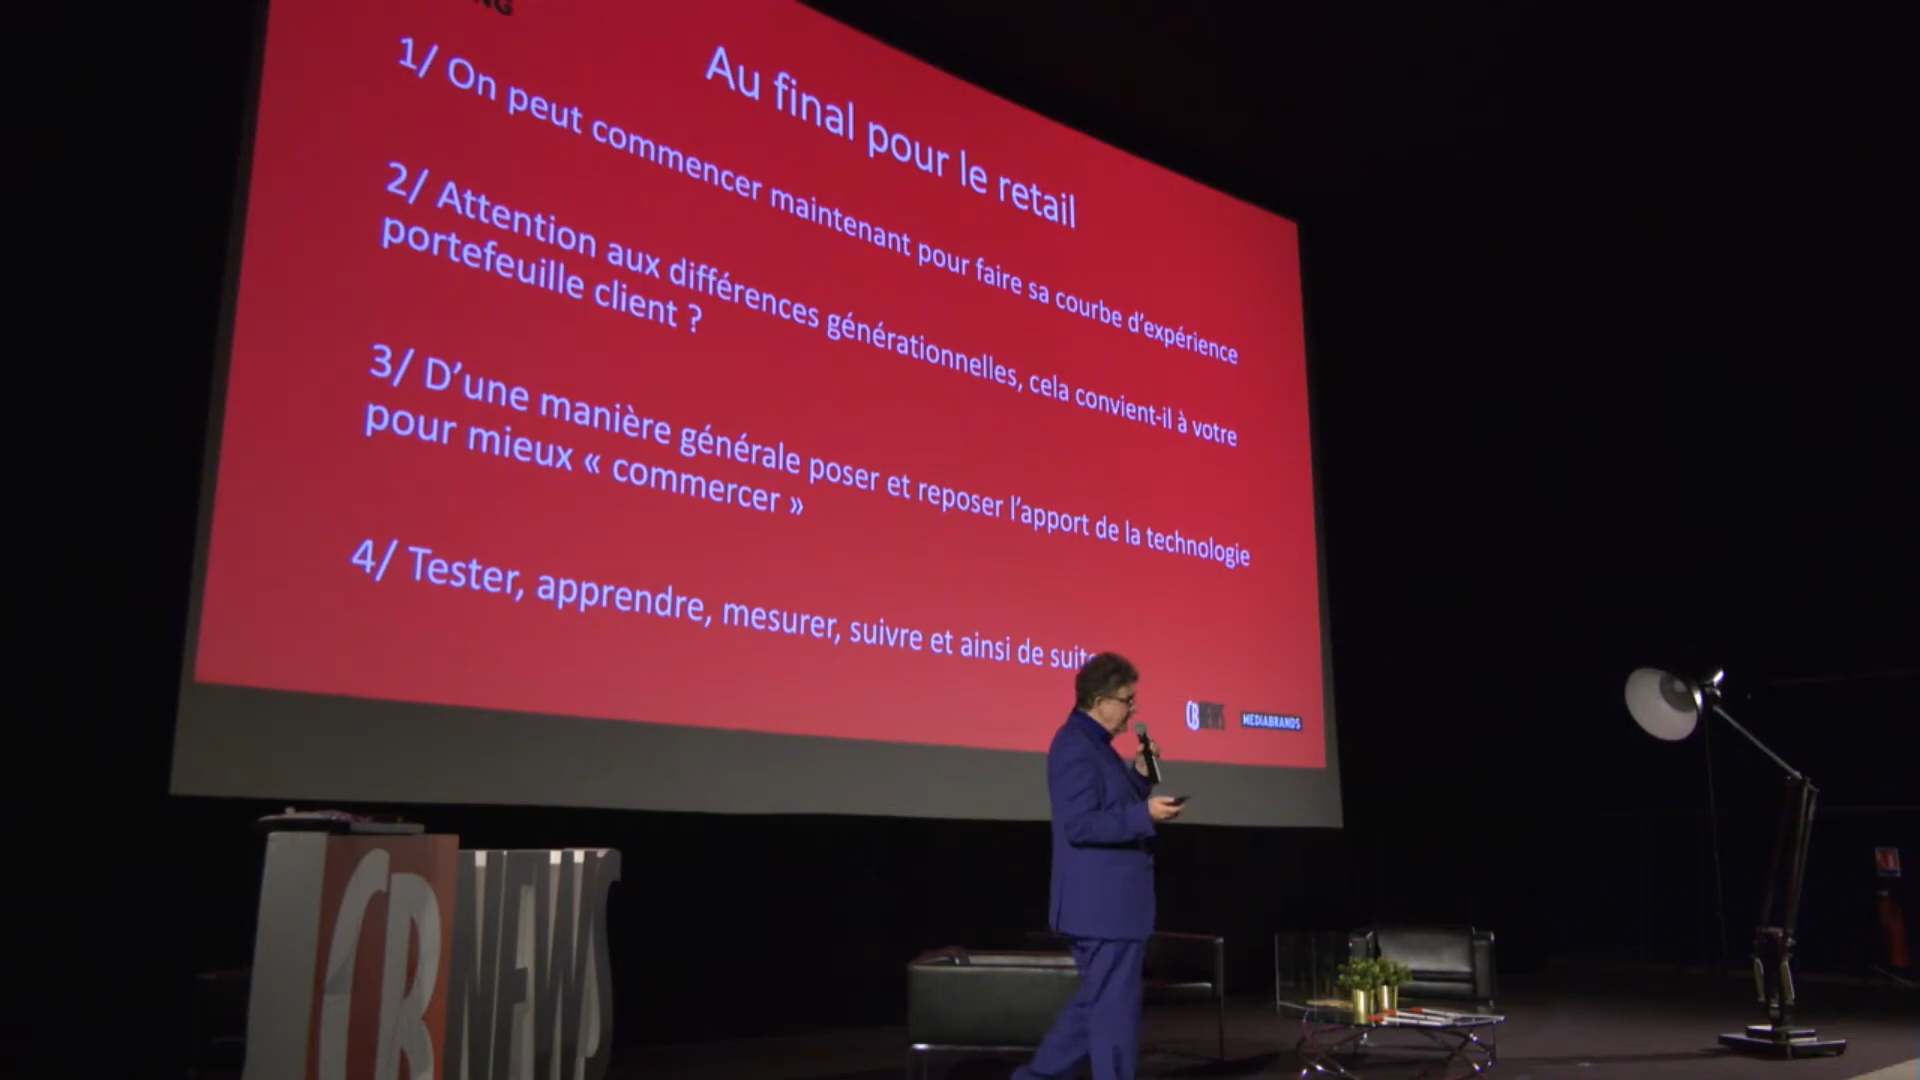 Au final pour le retail
1/ On peut commencer maintenant pour faire sa courbe d’expérience
2/ Attention aux différences générationnelles, cela convient-il à votre
portefeuille client ?
3/ D’une manière générale poser et reposer l’apport de la technologie
pour mieux « commercer »
4/ Tester, apprendre, mesurer, suivre et ainsi de
CB NEWS
MEDIABRANDS
CB NEWS